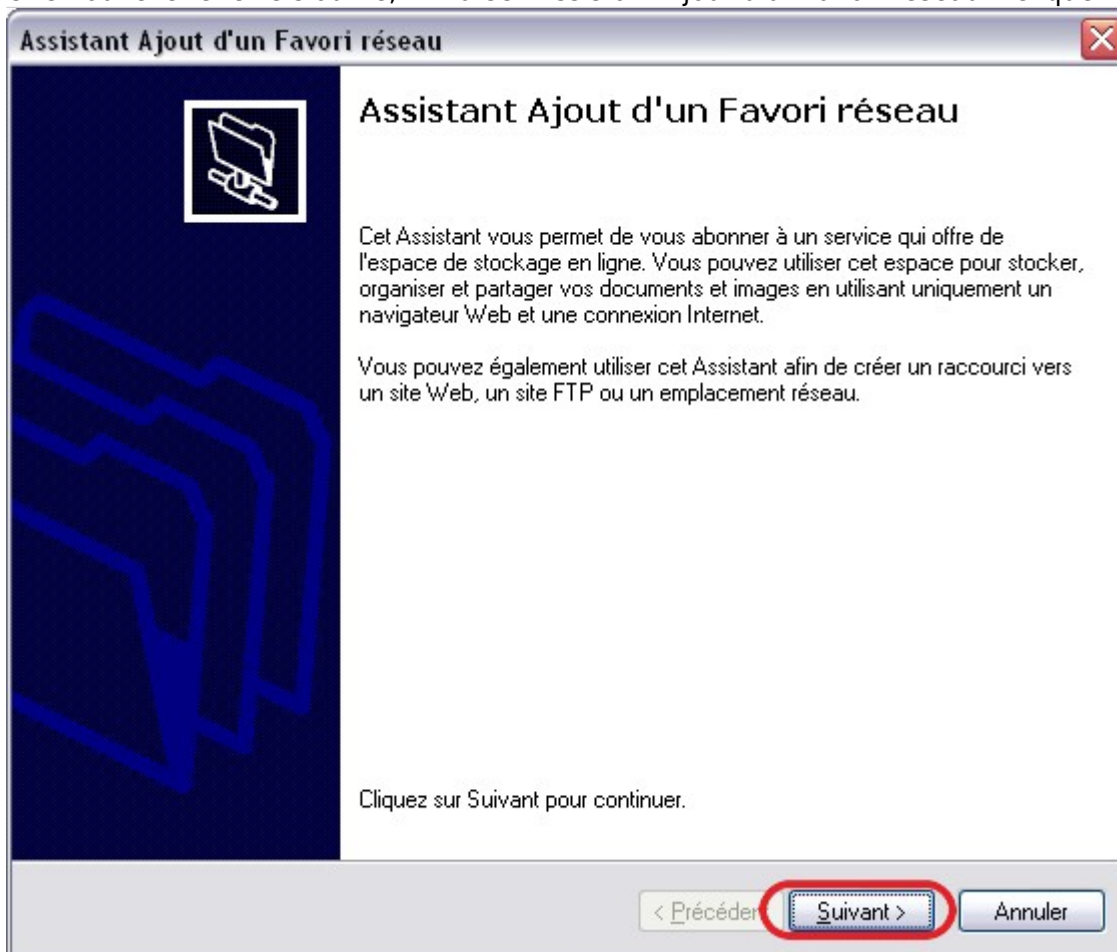 Assistant Ajout d'un Favori réseau
Assistant Ajout d'un Favori réseau
Cet Assistant vous permet de vous abonner à un service qui offre de
l'espace de stockage en ligne. Vous pouvez utiliser cet espace pour stocker,
organiser et partager vos documents et images en utilisant uniquement un
navigateur Web et une connexion Internet.
Vous pouvez également utiliser cet Assistant afin de créer un raccourci vers
un site Web, un site FTP ou un emplacement réseau.
Cliquez sur Suivant pour continuer.
< Précéden Suivant > Annuler